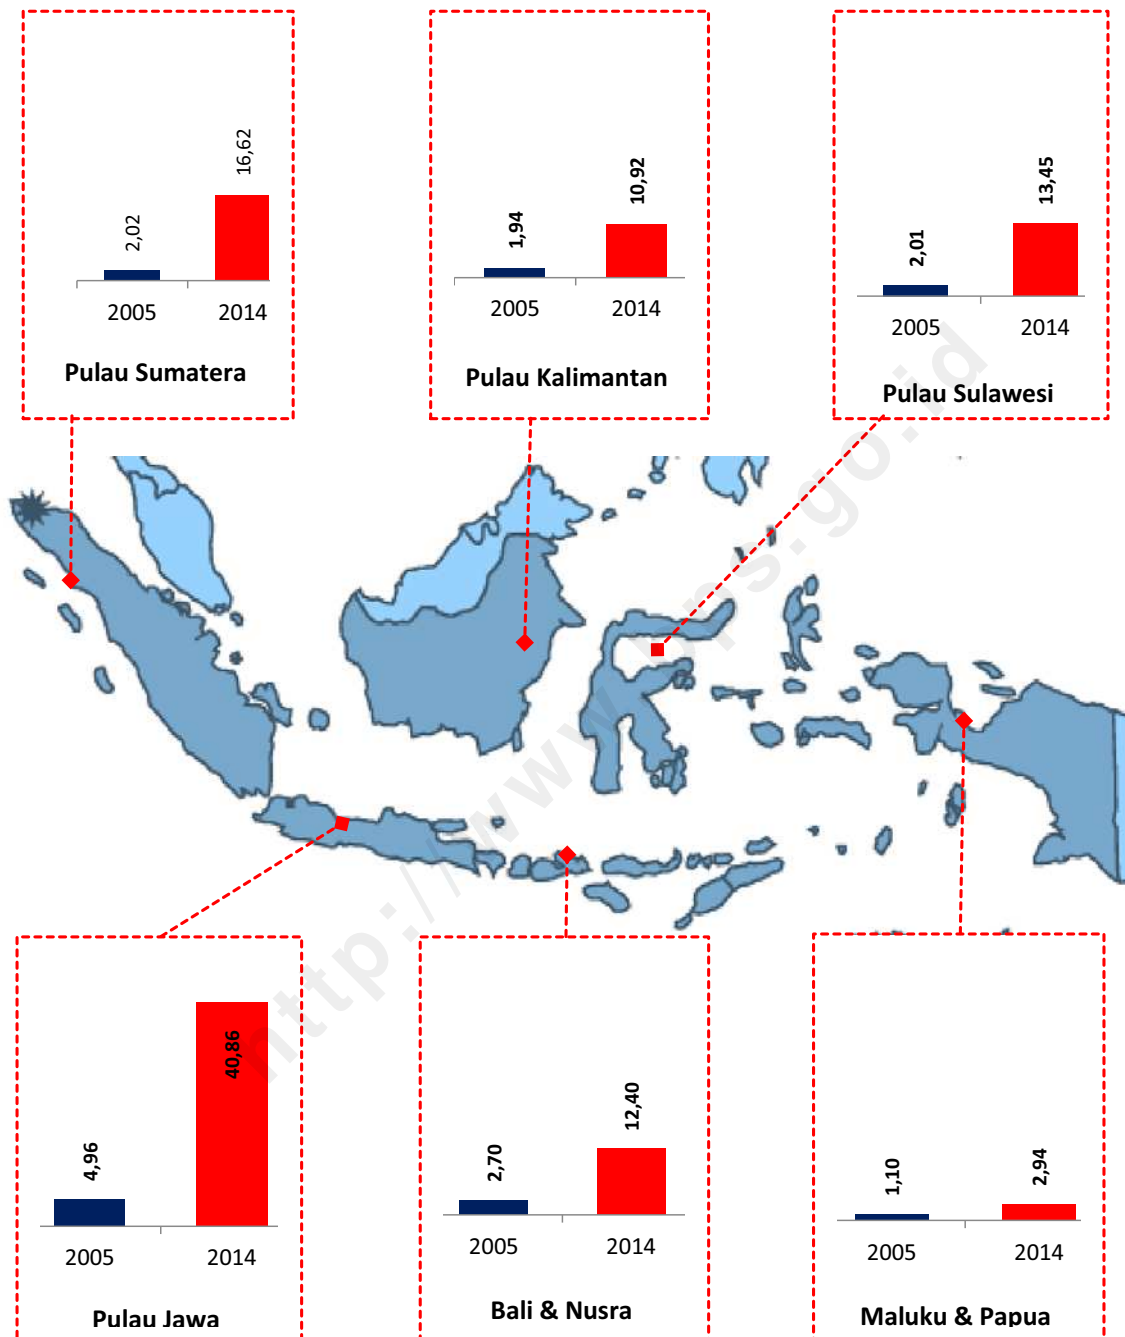 16,62
2,02
2005 2014
Pulau Sumatera
10,92
1,94
2005 2014
Pulau Kalimantan
13,45
2,01
2005 2014
Pulau Sulawesi
http://www.bps.go.id
40,86
4,96
2005 2014
Pulau Jawa
12,40
2,70
2005 2014
Bali & Nusra
2,94
1,10
2005 2014
Maluku & Papua